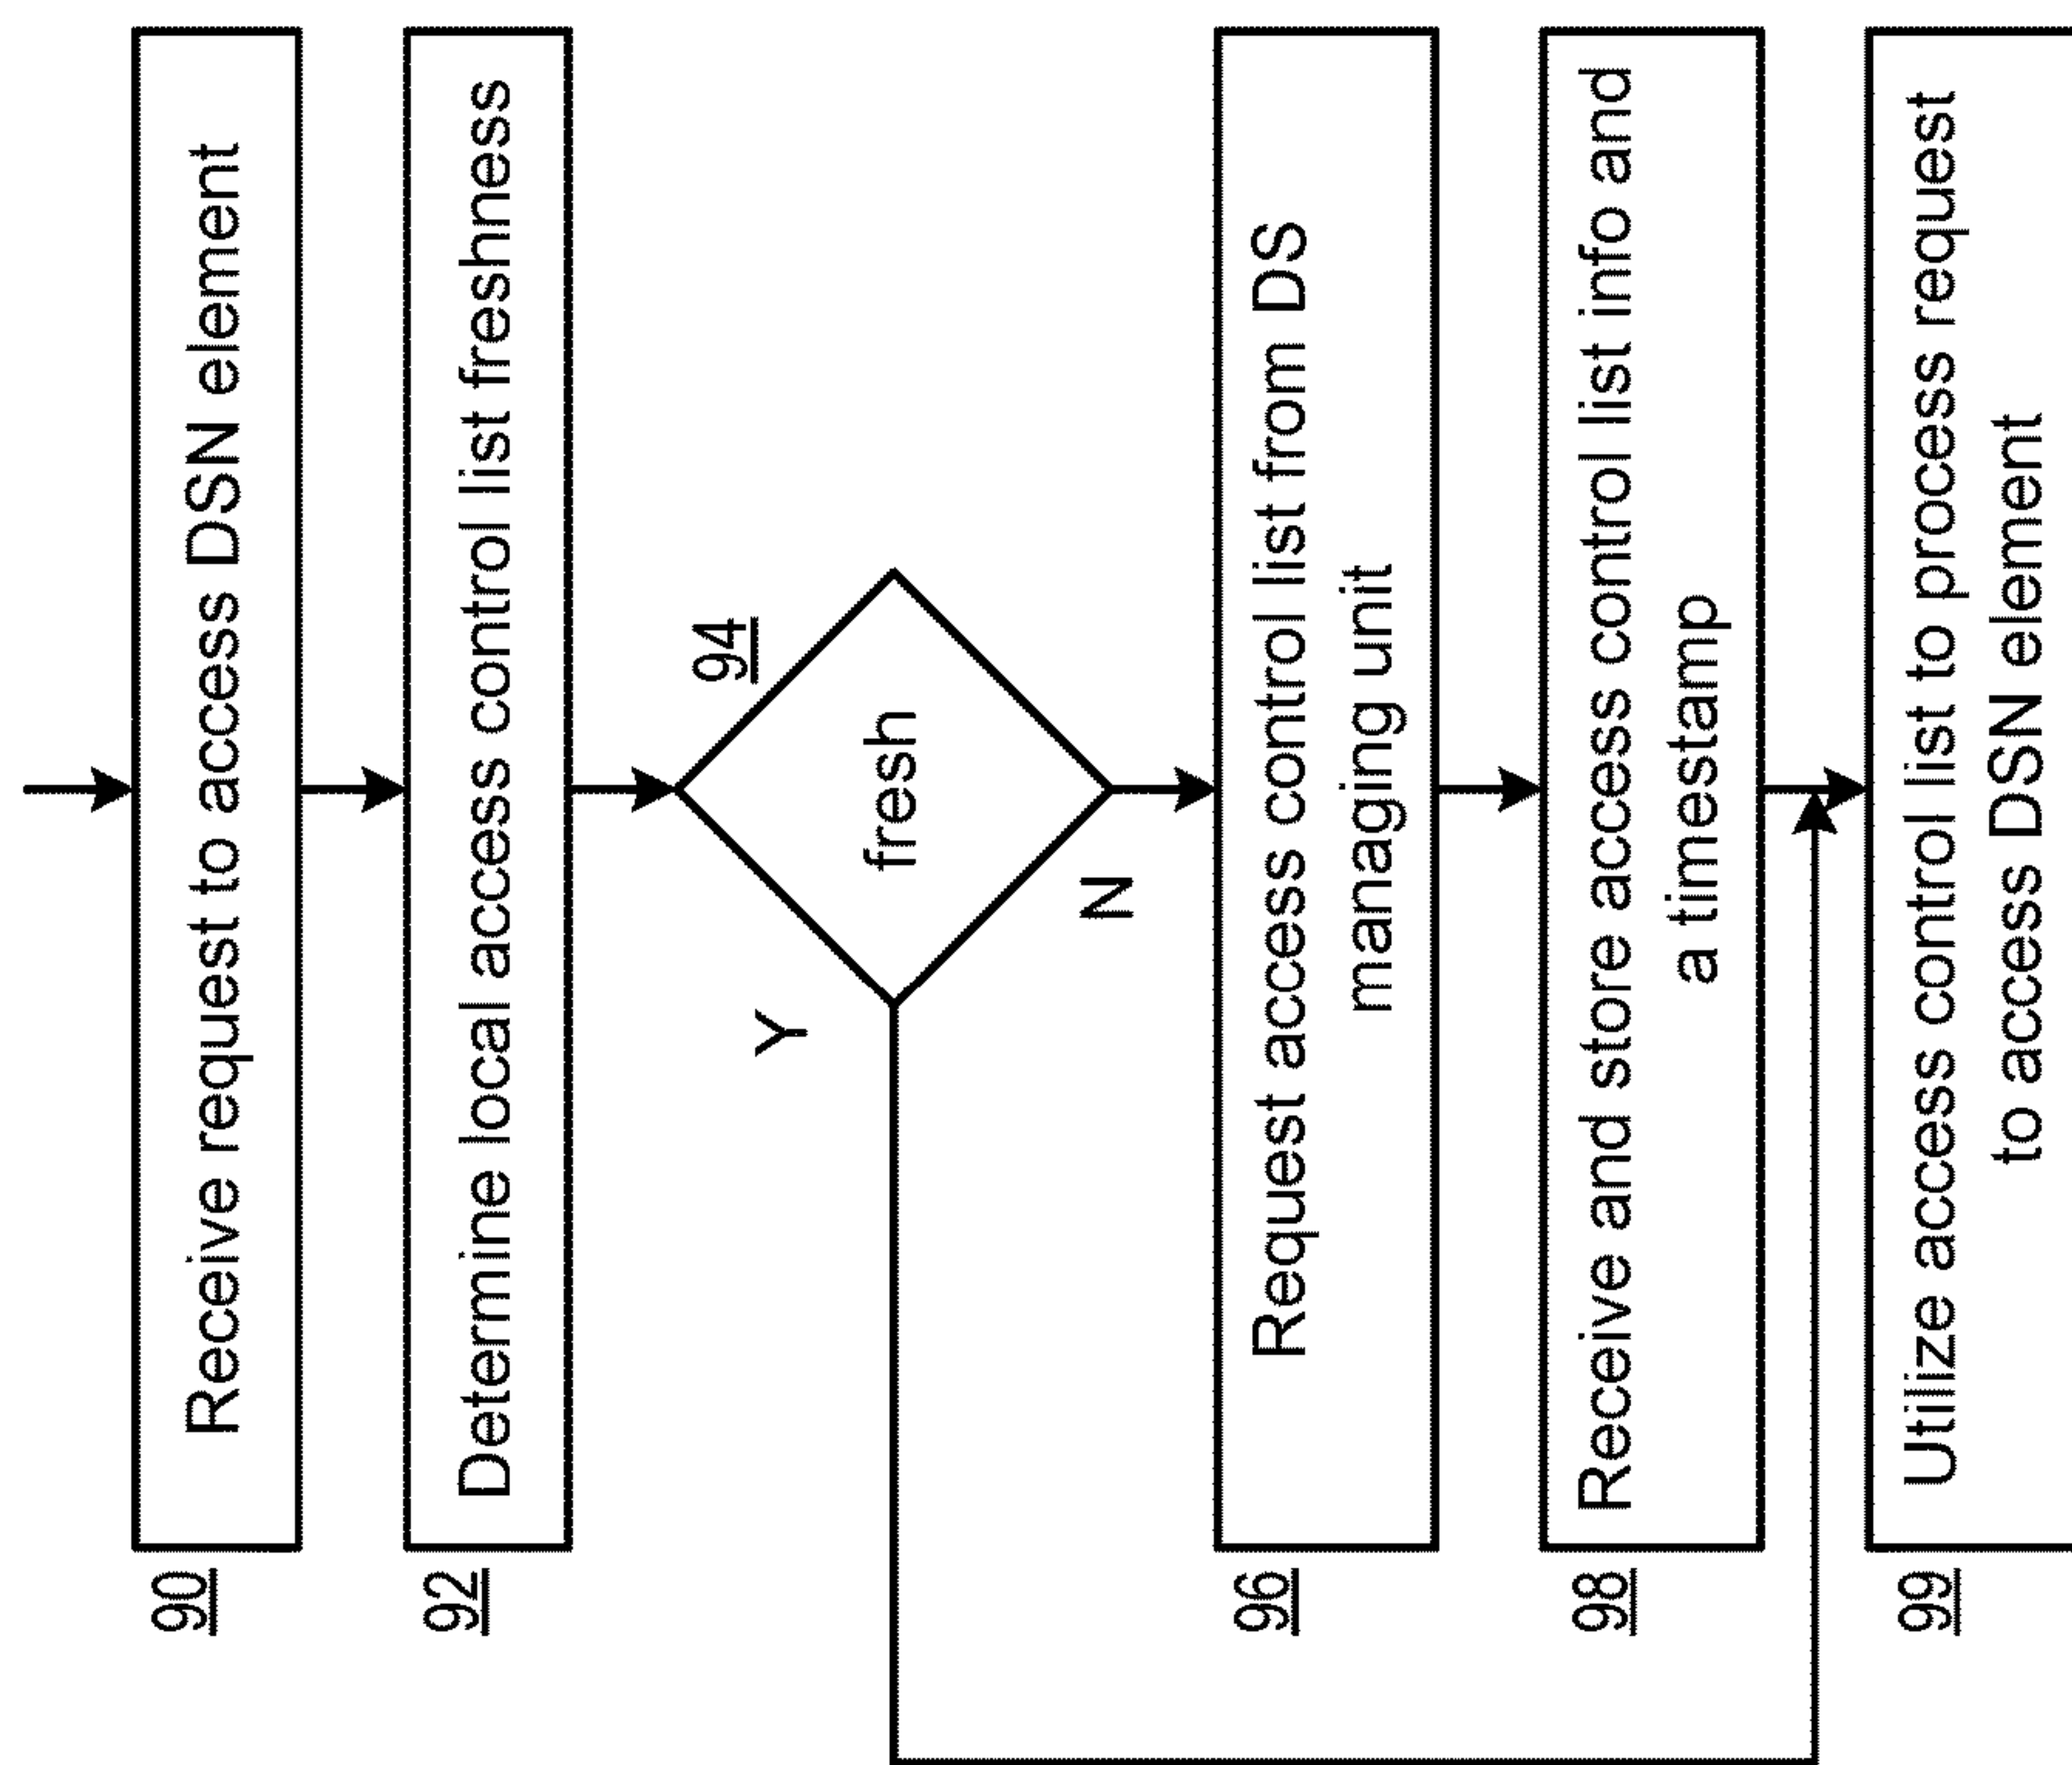 90
Receive request to access DSN element
92
Determine local access control list freshness
94
fresh
Y
N
96
Request access control list from DS
managing unit
98
Receive and store access control list info and
a timestamp
99
Utilize access control list to process request
to access DSN element